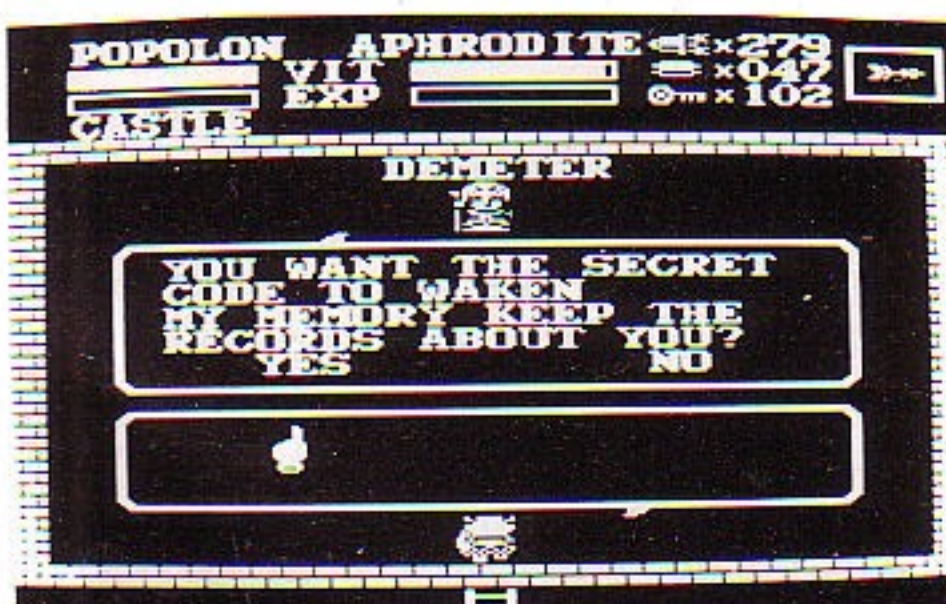 POPOLON APHRODITE ×279
VIT ×047
EXP ×102
CASTLE
DEMETER
YOU WANT THE SECRET
CODE TO WAKEN
MY MEMORY KEEP THE
RECORDS ABOUT YOU?
YES NO